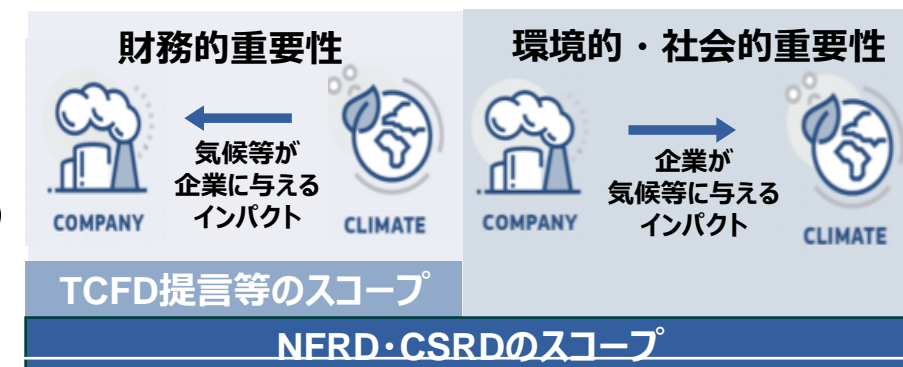 財務的重要性
気候等が
企業に与える
インパクト
COMPANY
CLIMATE
TCFD提言等のスコープ
環境的・社会的重要性
企業が
気候等に与える
インパクト
COMPANY
CLIMATE
NFRD・CSRDのスコープ
)